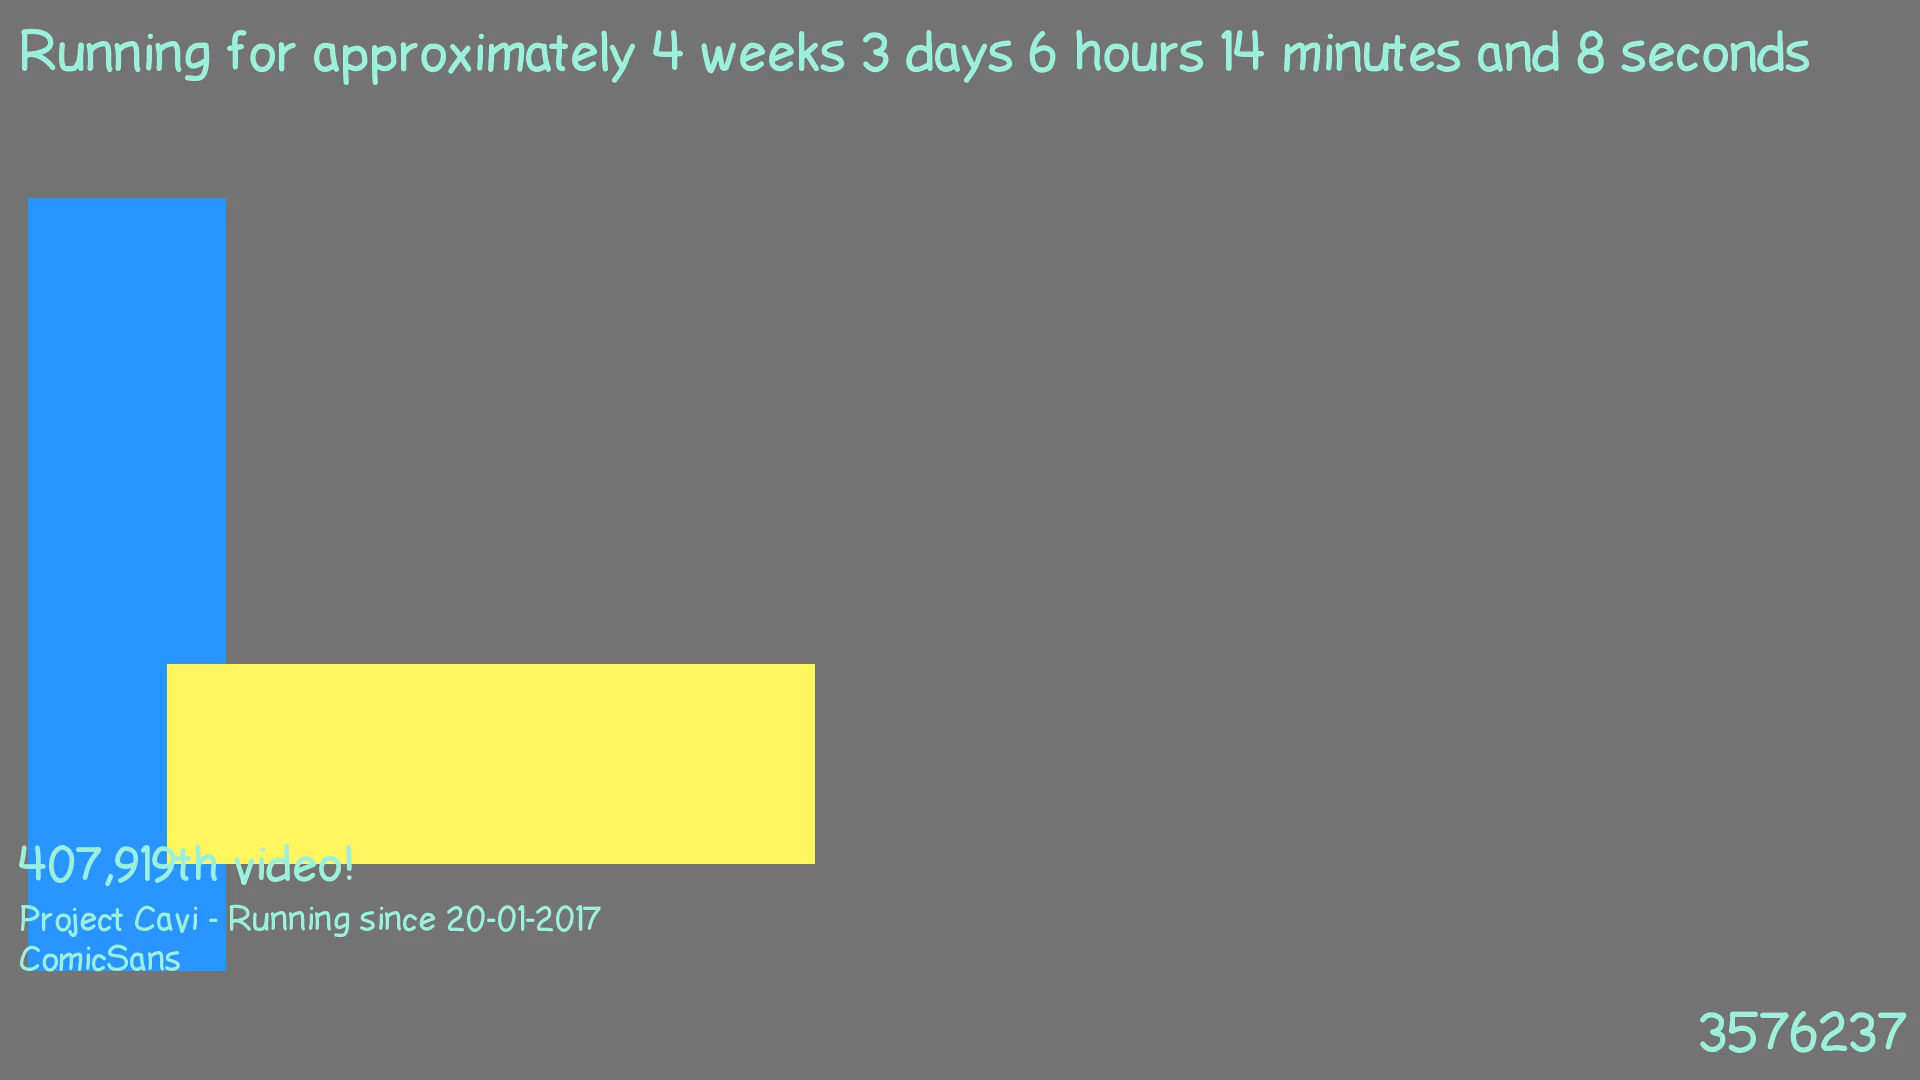 Running for approximately 4 weeks 3 days 6 hours 14 minutes and 8 seconds
407,919th video!
Project Cavi - Running since 20-01-2017
ComicSans
3576237